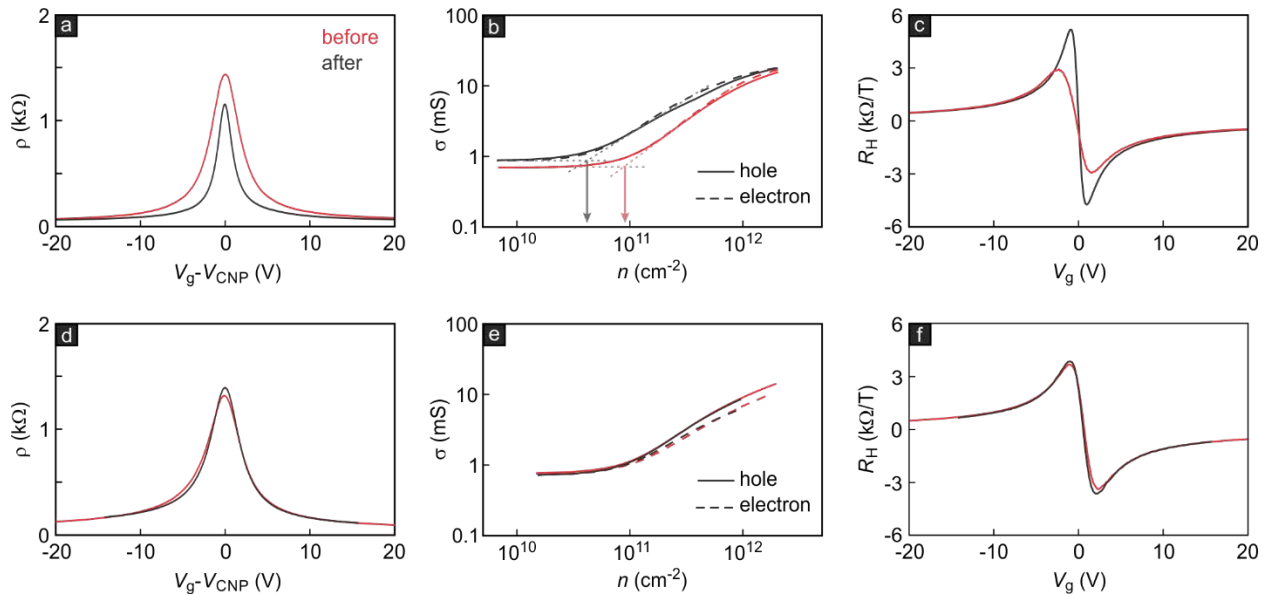 a
2
1
0
ρ (kΩ)
before
after
-20 -10 0 10 20
Vg-VCNP (V)
b
100
10
1
0.1
σ (mS)
hole
electron
10^10 10^11 10^12
n (cm^-2)
c
6
3
0
-3
-6
RH (kΩ/T)
-20 -10 0 10 20
Vg (V)
d
2
1
0
ρ (kΩ)
-20 -10 0 10 20
Vg-VCNP (V)
e
100
10
1
0.1
σ (mS)
hole
electron
10^10 10^11 10^12
n (cm^-2)
f
6
3
0
-3
-6
RH (kΩ/T)
-20 -10 0 10 20
Vg (V)